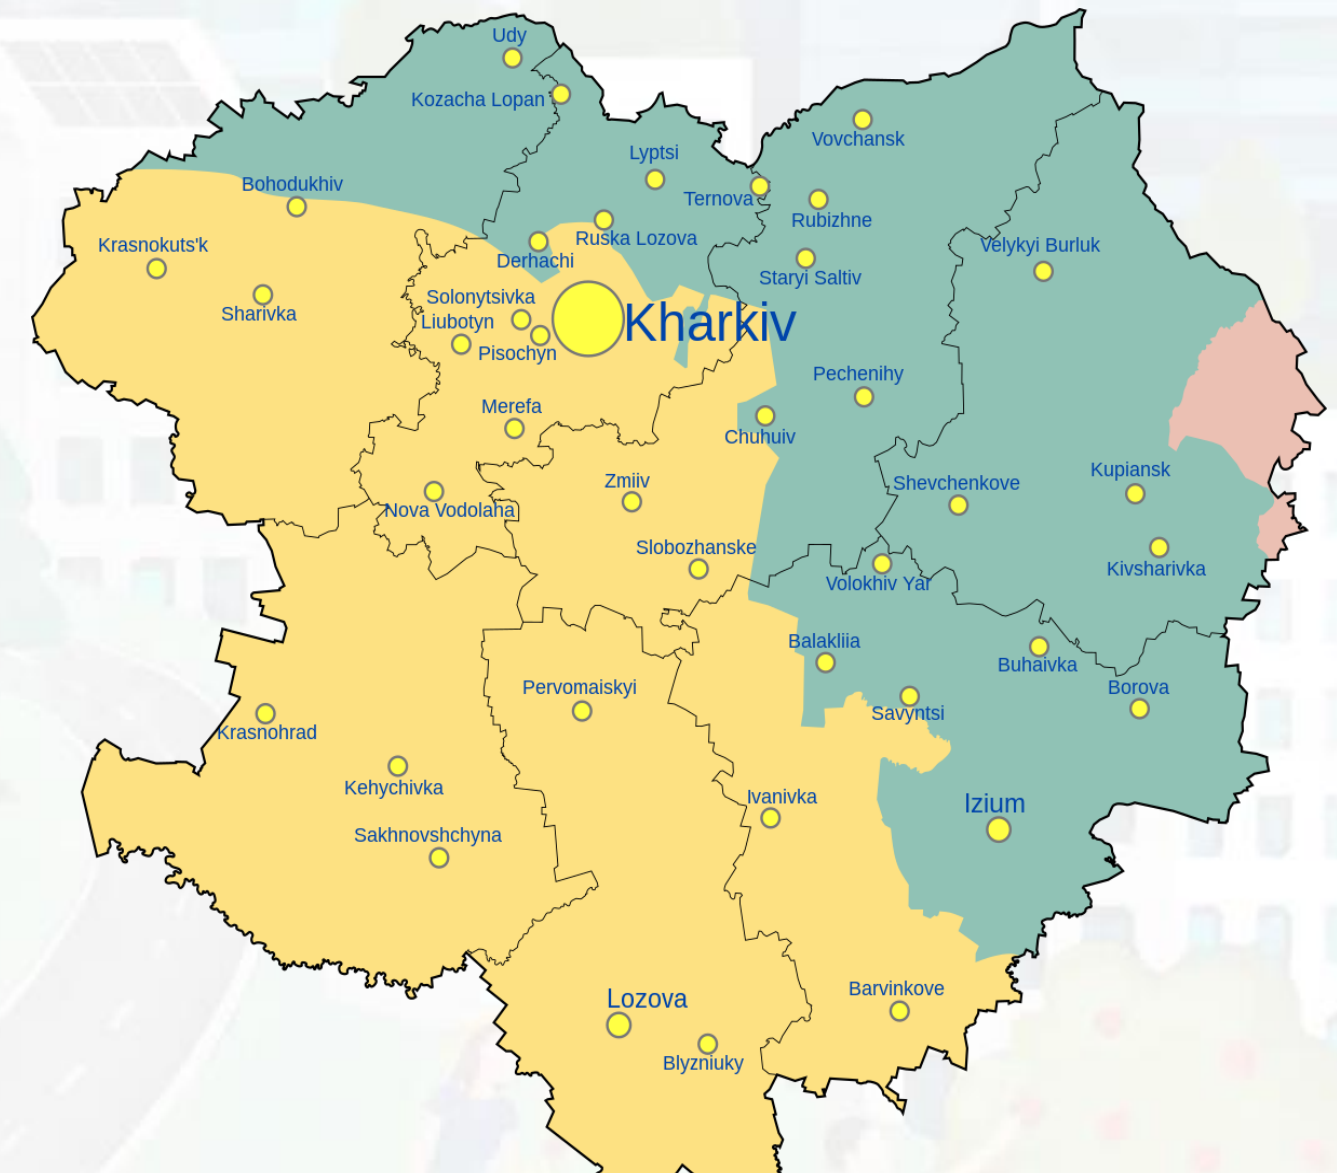 Udy
Kozacha Lopan
Vovchansk
Lyptsi
Ternova
Bohodukhiv
Rubizhne
Krasnokuts'k
Ruska Lozova
Velykyi Burluk
Derhachi
Staryi Saltiv
Solonytsivka
Sharivka
Liubotyn
Kharkiv
Pisochyn
Pechenihy
Merefa
Chuhuiv
Kupiansk
Zmiiv
Shevchenkove
Nova Vodolaha
Slobozhanske
Kivsharivka
Volokhiv Yar
Balakliia
Buhaivka
Pervomaiskyi
Borova
Savyntsi
Krasnohrad
Kehychivka
Ivanivka
Izium
Sakhnovshchyna
Barvinkove
Lozova
Blyzniuky